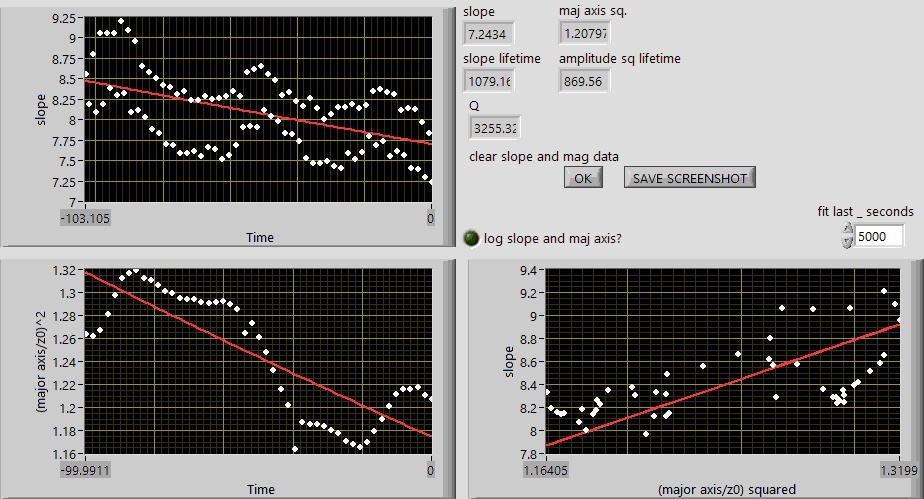 slope
7.2434
maj axis sq.
1.2079
slope lifetime
1079.16
amplitude sq lifetime
869.56
Q
3255.32
clear slope and mag data
OK
SAVE SCREENSHOT
fit last _ seconds
5000
log slope and maj axis?
9.25
9
8.75
8.5
8.25
8
7.75
7.5
7.25
7
slope
-103.105
0
Time
1.32
1.3
1.28
1.26
1.24
1.22
1.2
1.18
1.16
(major axis/z0)^2
-99.9911
0
Time
9.4
9.2
9
8.8
8.6
8.4
8.2
8
7.8
slope
1.16405
1.3199
(major axis/z0) squared